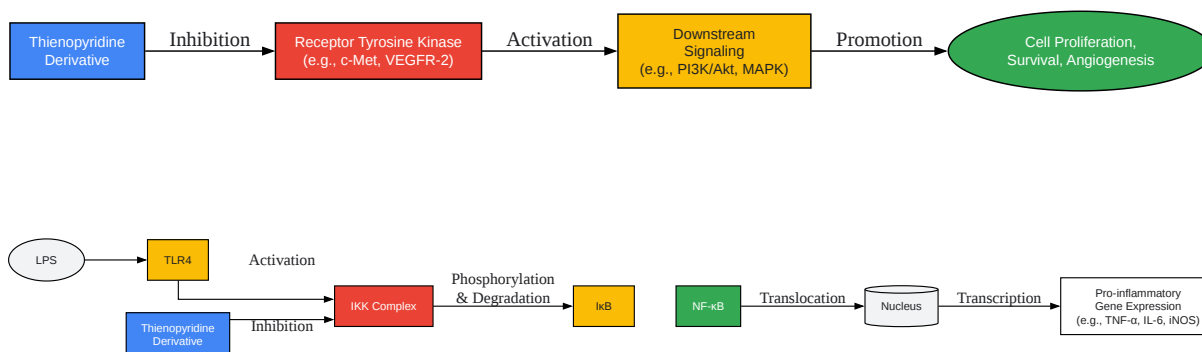 Thienopyridine
Derivative
Inhibition
Receptor Tyrosine Kinase
(e.g., c-Met, VEGFR-2)
Activation
Downstream
Signaling
(e.g., PI3K/Akt, MAPK)
Promotion
Cell Proliferation,
Survival, Angiogenesis
LPS
TLR4
Activation
Thienopyridine
Derivative
Inhibition
IKK Complex
Phosphorylation
& Degradation
IκB
NF-κB
Translocation
Nucleus
Transcription
Pro-inflammatory
Gene Expression
(e.g., TNF-α, IL-6, iNOS)